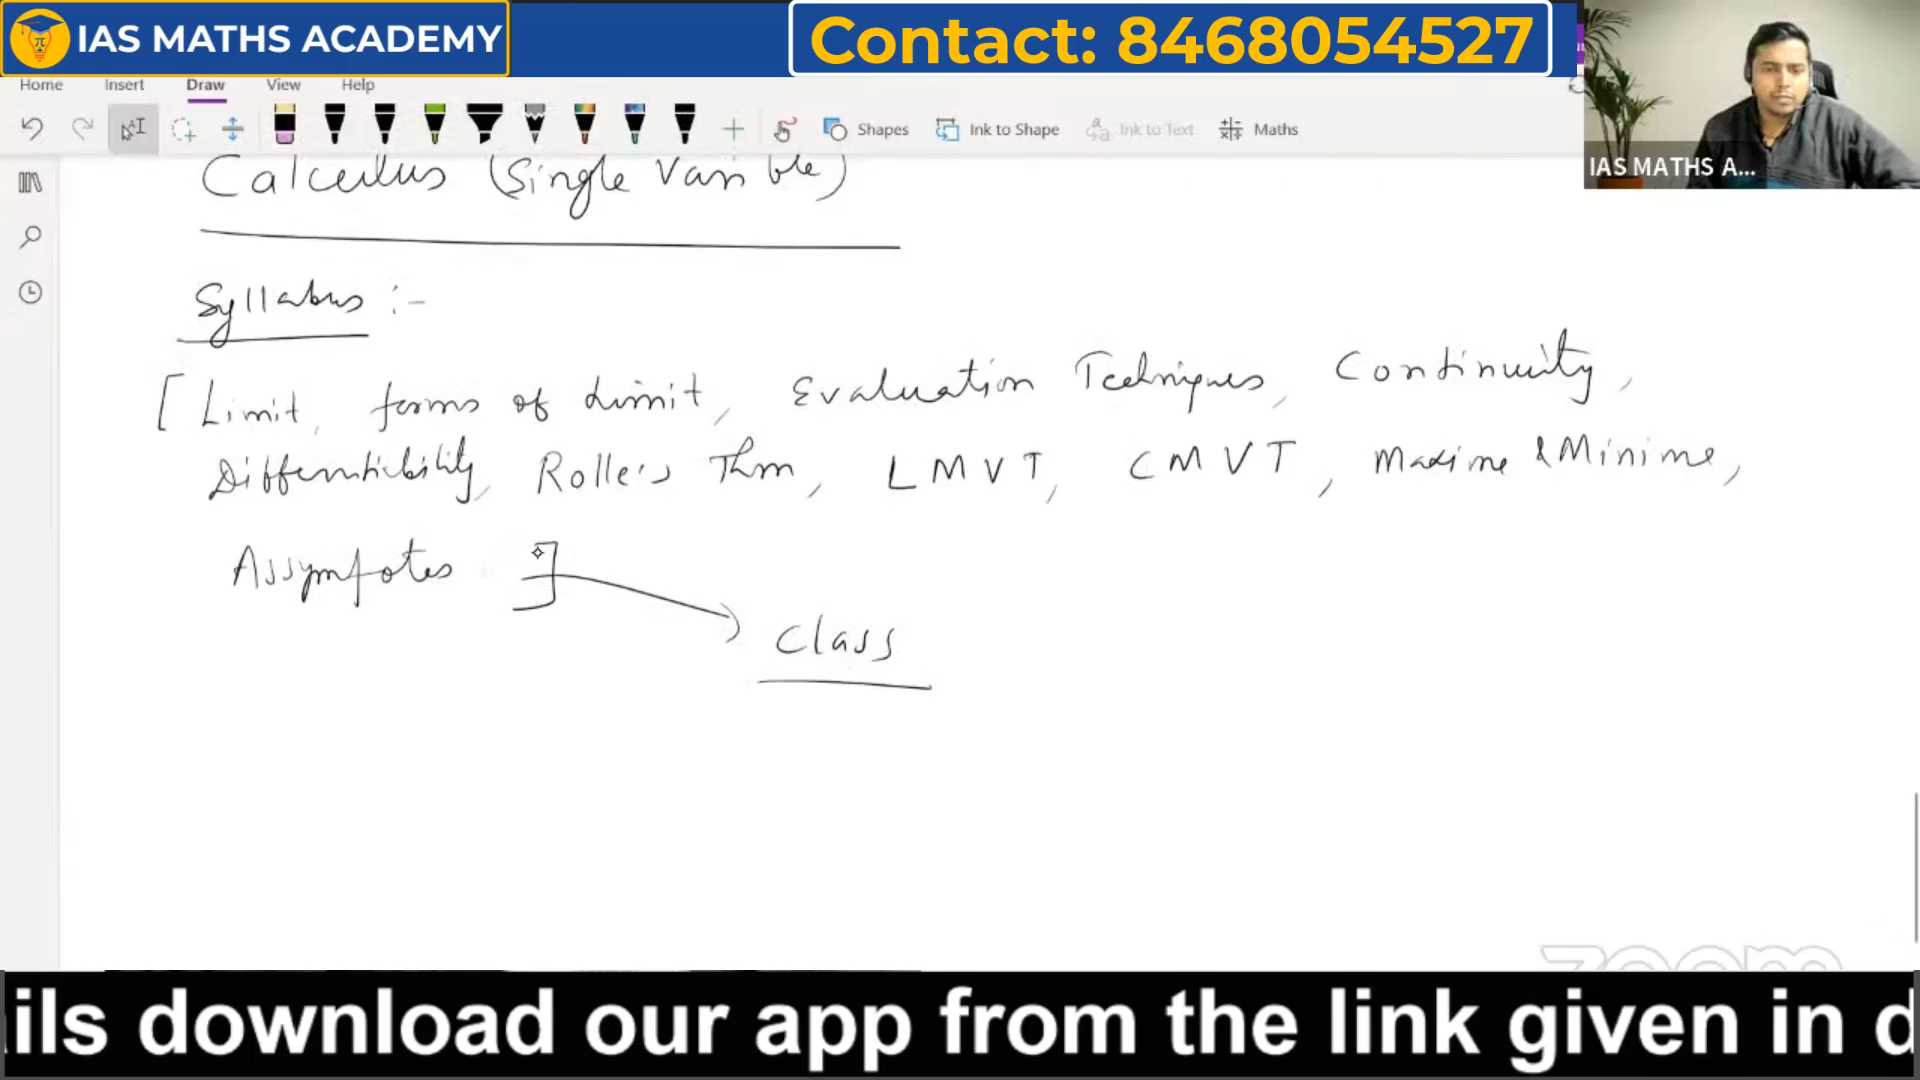 IAS MATHS ACADEMY
Contact: 8468054527
Home Insert Draw View Help
Shapes Ink to Shape Ink to Text Maths
IAS MATHS A...
Calculus (Single Variable)
Syllabus :-
[ Limit, forms of Limit, Evaluation Techniques, Continuity,
Differentiability, Rolle's Thm, LMVT, CMVT, Maxima & Minima,
Assymptotes ]
Class
zoom
ils download our app from the link given in d